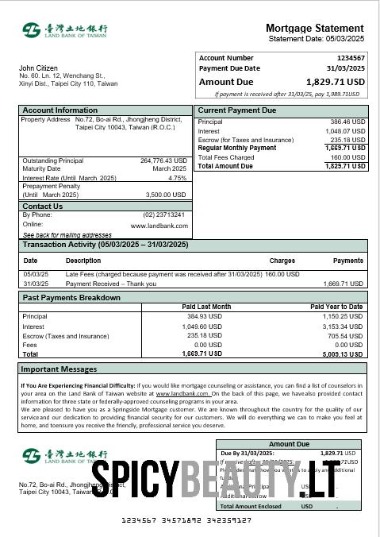 臺灣土地銀行
LAND BANK OF TAIWAN
Mortgage Statement
Statement Date: 05/03/2025
John Citizen
No. 60, Ln. 12, Wenchang St.,
Xinyi Dist., Taipei City 110, Taiwan
Account Number 1234567
Payment Due Date 31/03/2025
Amount Due 1,829.71 USD
If payment is received after 31/03/25, pay 1,989.71USD
Account Information
Property Address No.72, Bo-ai Rd., Jhongjheng District,
Taipei City 10043, Taiwan (R.O.C.)
Outstanding Principal 264,776.43 USD
Maturity Date March 2025
Interest Rate (Until March 2025) 4.75%
Prepayment Penalty
(Until March 2025) 3,500.00 USD
Contact Us
By Phone: (02) 23713241
Online: www.landbank.com
See back for mailing addresses
Current Payment Due
Principal 386.46 USD
Interest 1,048.07 USD
Escrow (for Taxes and Insurance) 235.18 USD
Regular Monthly Payment 1,669.71 USD
Total Fees Charged 160.00 USD
Total Amount Due 1,829.71 USD
Transaction Activity (05/03/2025 – 31/03/2025)
Date Description Charges Payments
05/03/25 Late Fees (charged because payment was received after 31/03/2025) 160.00 USD
31/03/25 Payment Received – Thank you 1,669.71 USD
Past Payments Breakdown
Paid Last Month Paid Year to Date
Principal 384.93 USD 1,150.25 USD
Interest 1,049.60 USD 3,153.34 USD
Escrow (Taxes and Insurance) 235.18 USD 705.54 USD
Fees 0.00 USD 0.00 USD
Total 1,669.71 USD 5,009.13 USD
Important Messages
If You Are Experiencing Financial Difficulty: If you would like mortgage counseling or assistance, you can find a list of counselors in
your area on the Land Bank of Taiwan website at www.landbank.com. On the back of this page, we have also provided contact
information for three state or federally-approved counseling programs in your area.
We are pleased to have you as a Springside Mortgage customer. We are known throughout the country for the quality of our
service and our dedication to providing financial security for our customers. We will do everything we can to make you feel at
home, and to ensure you receive the friendly, professional service you deserve.
臺灣土地銀行
LAND BANK OF TAIWAN
No.72, Bo-ai Rd., Jhongjheng
Taipei City 10043, Taiwan
Amount Due
Due By 31/03/2025: 1,829.71 USD
Total Amount Enclosed USD
SPICYBEAUTY.LT
1234567 34571892 342359127